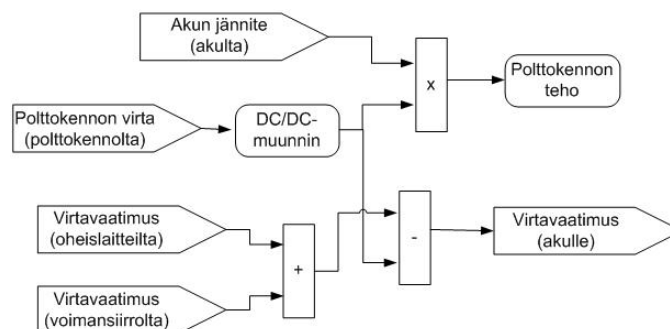 Akun jännite
(akulta)
x
Polttokennon
teho
Polttokennon virta
(polttokennolta)
DC/DC-
muunnin
Virtavaatimus
(oheislaitteilta)
+
-
Virtavaatimus
(akulle)
Virtavaatimus
(voimansiirrolta)